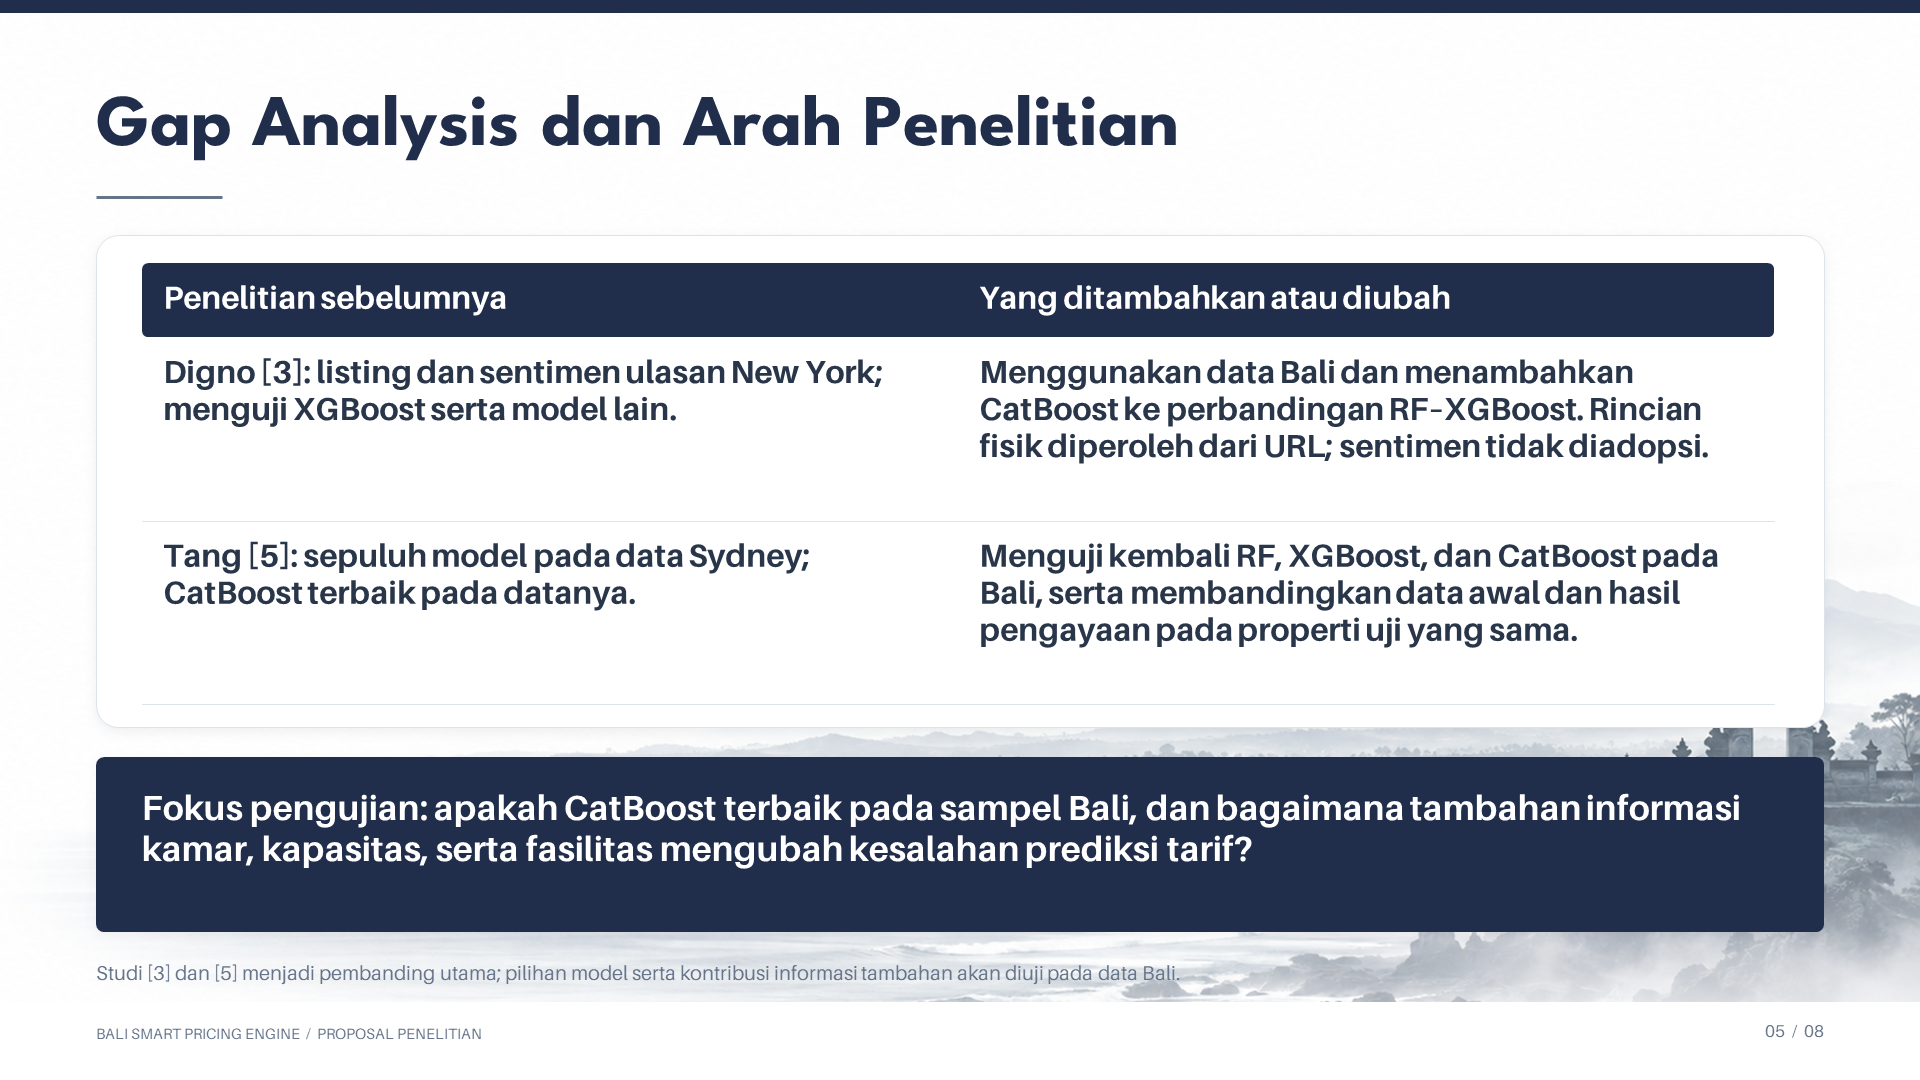 Gap Analysis dan Arah Penelitian
Penelitian sebelumnya
Yang ditambahkan atau diubah
Digno [3]: listing dan sentimen ulasan New York;
menguji XGBoost serta model lain.
Menggunakan data Bali dan menambahkan
CatBoost ke perbandingan RF–XGBoost. Rincian
fisik diperoleh dari URL; sentimen tidak diadopsi.
Tang [5]: sepuluh model pada data Sydney;
CatBoost terbaik pada datanya.
Menguji kembali RF, XGBoost, dan CatBoost pada
Bali, serta membandingkan data awal dan hasil
pengayaan pada properti uji yang sama.
Fokus pengujian: apakah CatBoost terbaik pada sampel Bali, dan bagaimana tambahan informasi
kamar, kapasitas, serta fasilitas mengubah kesalahan prediksi tarif?
Studi [3] dan [5] menjadi pembanding utama; pilihan model serta kontribusi informasi tambahan akan diuji pada data Bali.
BALI SMART PRICING ENGINE / PROPOSAL PENELITIAN
05 / 08